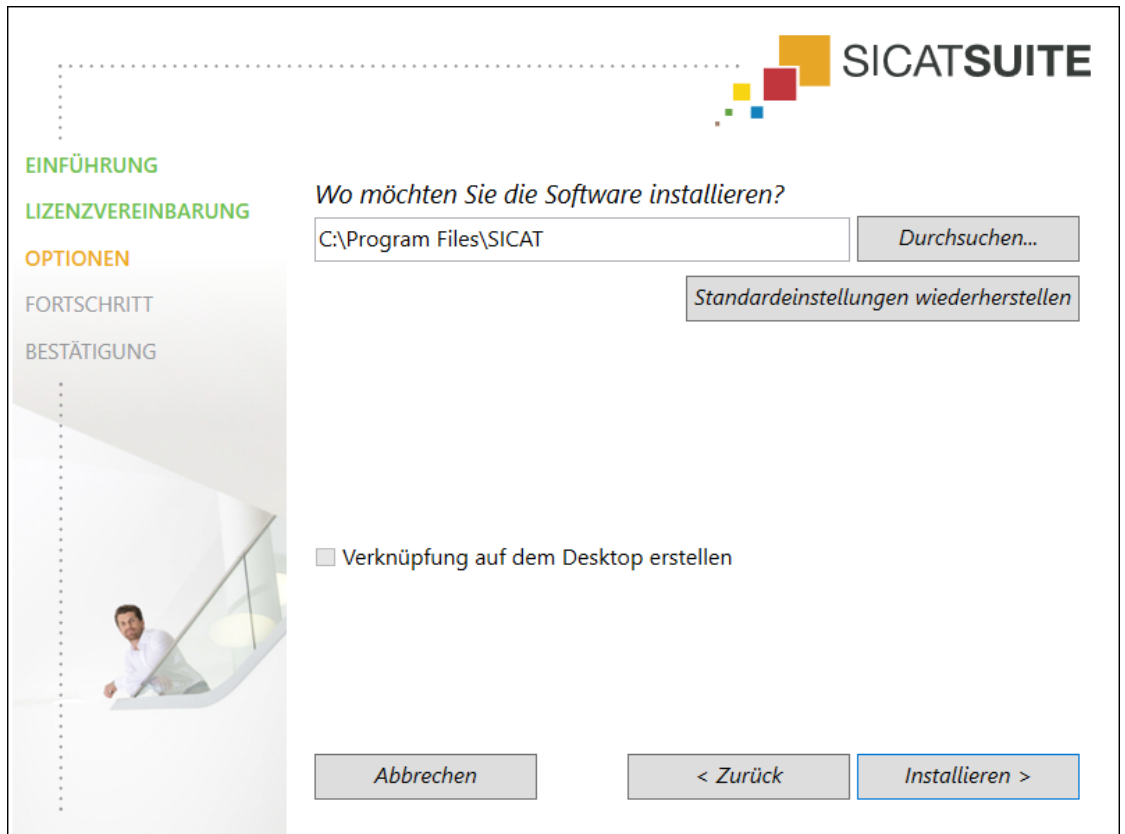 SICATSUITE
EINFÜHRUNG
LIZENZVEREINBARUNG
OPTIONEN
FORTSCHRITT
BESTÄTIGUNG
Wo möchten Sie die Software installieren?
C:\Program Files\SICAT
Durchsuchen...
Standardeinstellungen wiederherstellen
Verknüpfung auf dem Desktop erstellen
Abbrechen
< Zurück
Installieren >